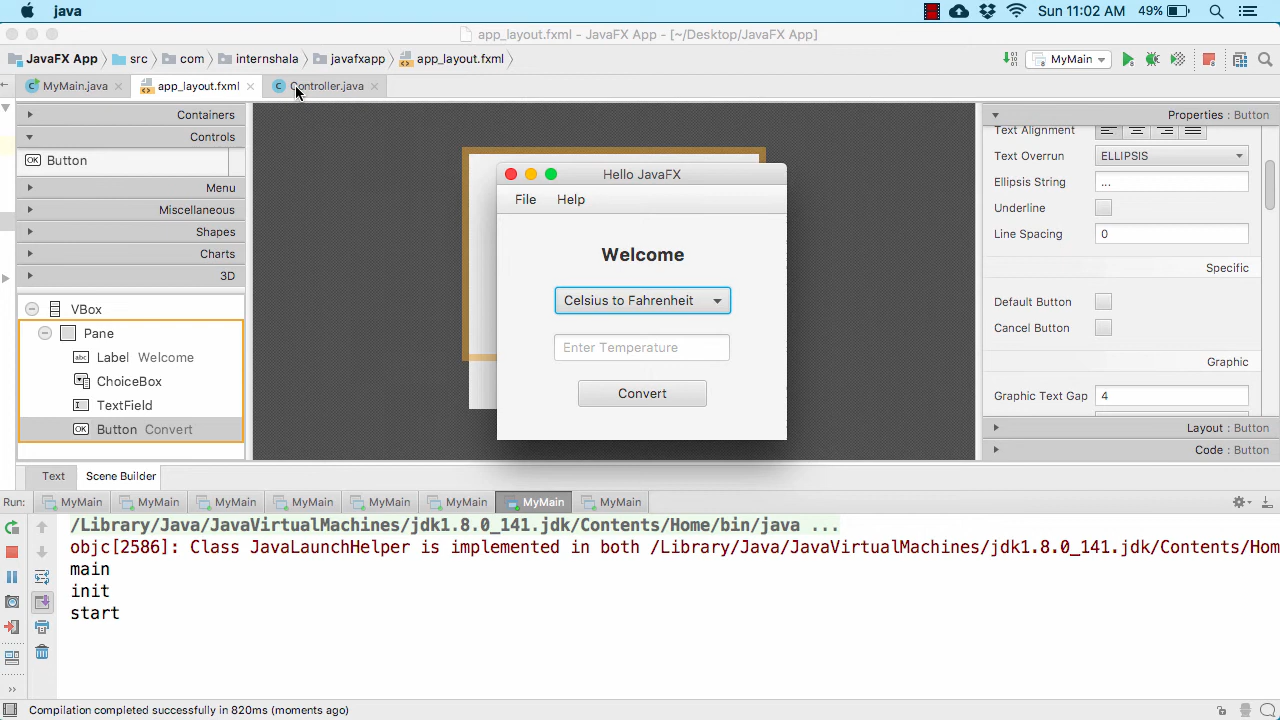 java
Sun 11:02 AM 49%
app_layout.fxml - JavaFX App - [~/Desktop/JavaFX App]
JavaFX App src com internshala javafxapp app_layout.fxml MyMain
MyMain.java app_layout.fxml Controller.java
Containers
Controls
Button
Menu
Miscellaneous
Shapes
Charts
3D
VBox
Pane
abc Label Welcome
ChoiceBox
TextField
OK Button Convert
Hello JavaFX
File Help
Welcome
Celsius to Fahrenheit
Enter Temperature
Convert
Properties : Button
Text Alignment
Text Overrun ELLIPSIS
Ellipsis String ...
Underline
Line Spacing 0
Specific
Default Button
Cancel Button
Graphic
Graphic Text Gap 4
Layout : Button
Code : Button
Text Scene Builder
Run: MyMain MyMain MyMain MyMain MyMain MyMain MyMain MyMain
/Library/Java/JavaVirtualMachines/jdk1.8.0_141.jdk/Contents/Home/bin/java ...
objc[2586]: Class JavaLaunchHelper is implemented in both /Library/Java/JavaVirtualMachines/jdk1.8.0_141.jdk/Contents/Hom
main
init
start
Compilation completed successfully in 820ms (moments ago)